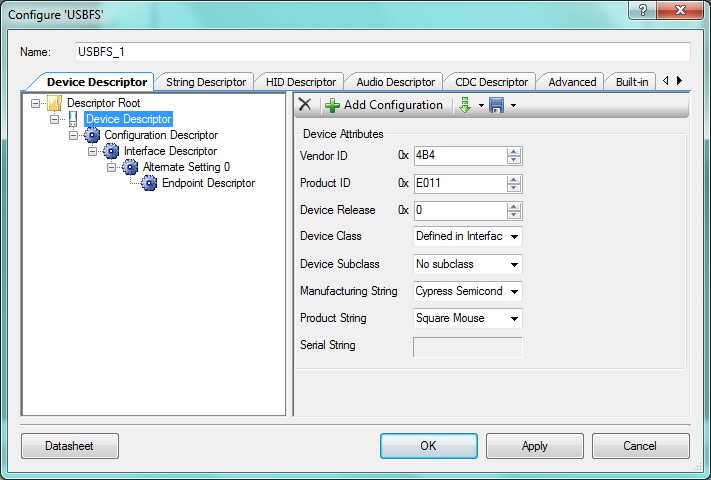 Configure 'USBFS'
Name: USBFS_1
Device Descriptor String Descriptor HID Descriptor Audio Descriptor CDC Descriptor Advanced Built-in
Descriptor Root
Device Descriptor
Configuration Descriptor
Interface Descriptor
Alternate Setting 0
Endpoint Descriptor
Add Configuration
Device Attributes
Vendor ID 0x 4B4
Product ID 0x E011
Device Release 0x 0
Device Class Defined in Interfac
Device Subclass No subclass
Manufacturing String Cypress Semicond
Product String Square Mouse
Serial String
Datasheet OK Apply Cancel